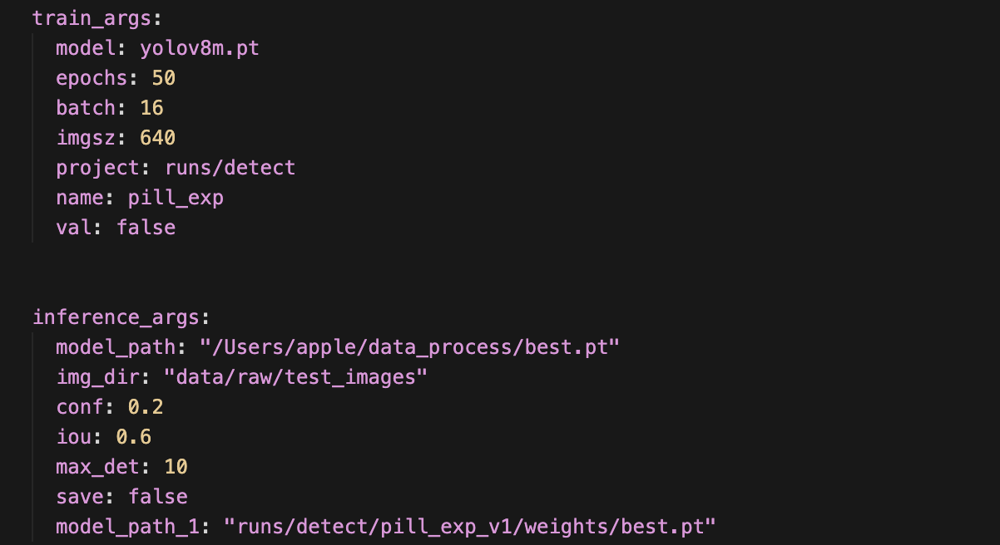 train_args:
  model: yolov8m.pt
  epochs: 50
  batch: 16
  imgsz: 640
  project: runs/detect
  name: pill_exp
  val: false
inference_args:
  model_path: "/Users/apple/data_process/best.pt"
  img_dir: "data/raw/test_images"
  conf: 0.2
  iou: 0.6
  max_det: 10
  save: false
  model_path_1: "runs/detect/pill_exp_v1/weights/best.pt"